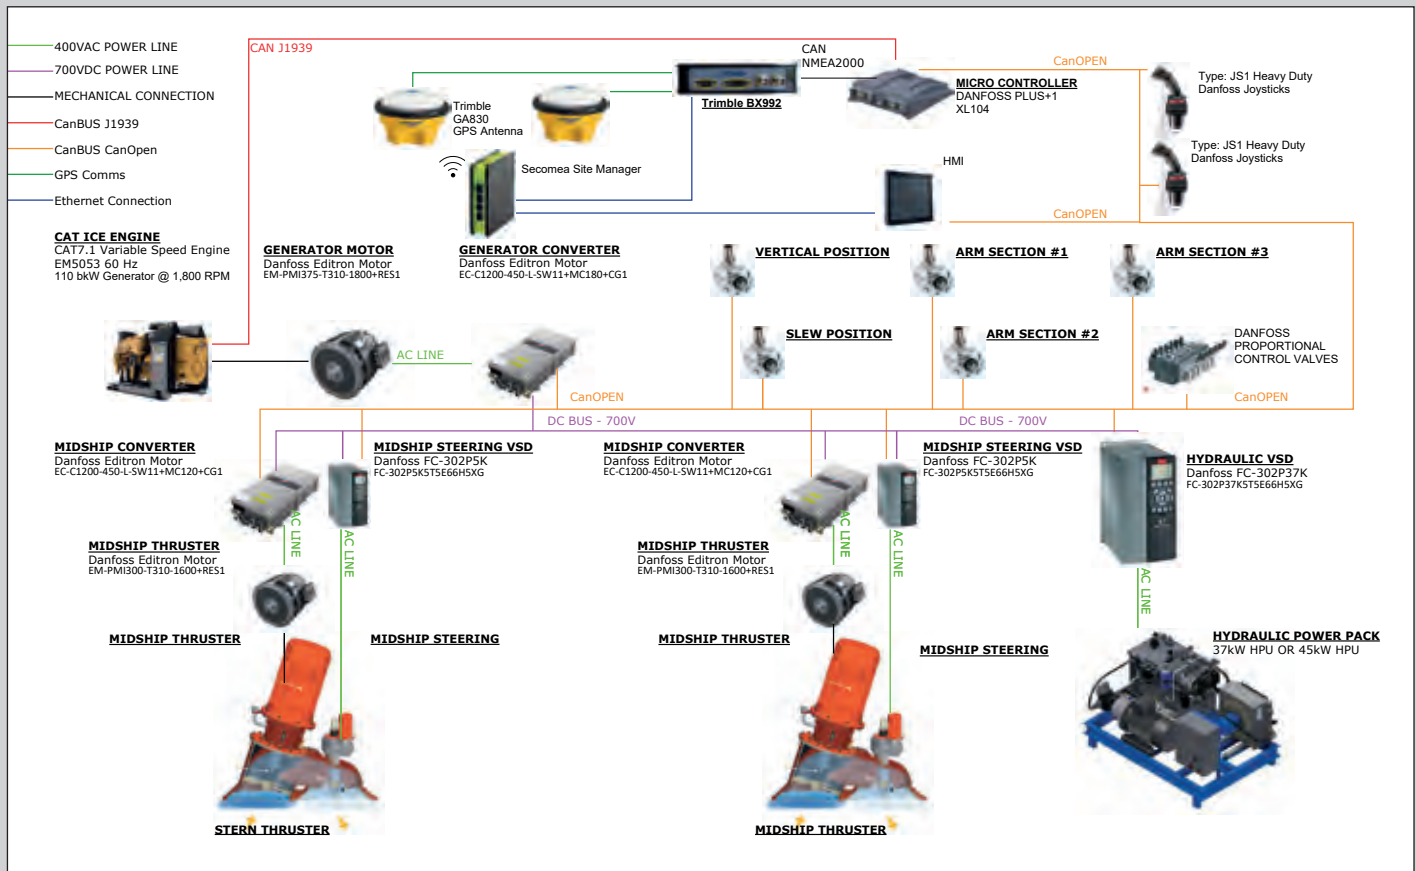 400VAC POWER LINE
700VDC POWER LINE
MECHANICAL CONNECTION
CanBUS J1939
CanBUS CanOpen
GPS Comms
Ethernet Connection
CAN J1939
CAN
NMEA2000
Trimble
GA830
GPS Antenna
Trimble BX992
MICRO CONTROLLER
DANFOSS PLUS+1
XL104
CanOPEN
Type: JS1 Heavy Duty
Danfoss Joysticks
Type: JS1 Heavy Duty
Danfoss Joysticks
Secomea Site Manager
HMI
CanOPEN
CAT ICE ENGINE
CAT7.1 Variable Speed Engine
EM5053 60 Hz
110 bkW Generator @ 1,800 RPM
GENERATOR MOTOR
Danfoss Editron Motor
EM-PMI375-T310-1800+RES1
GENERATOR CONVERTER
Danfoss Editron Motor
EC-C1200-450-L-SW11+MC180+CG1
VERTICAL POSITION
ARM SECTION #1
ARM SECTION #3
SLEW POSITION
ARM SECTION #2
DANFOSS
PROPORTIONAL
CONTROL VALVES
AC LINE
CanOPEN
CanOPEN
DC BUS - 700V
DC BUS - 700V
MIDSHIP CONVERTER
Danfoss Editron Motor
EC-C1200-450-L-SW11+MC120+CG1
MIDSHIP STEERING VSD
Danfoss FC-302P5K
FC-302P5K5T5E66H5XG
MIDSHIP CONVERTER
Danfoss Editron Motor
EC-C1200-450-L-SW11+MC120+CG1
MIDSHIP STEERING VSD
Danfoss FC-302P5K
FC-302P5K5T5E66H5XG
HYDRAULIC VSD
Danfoss FC-302P37K
FC-302P37K5T5E66H5XG
AC LINE
AC LINE
AC LINE
AC LINE
AC LINE
MIDSHIP THRUSTER
Danfoss Editron Motor
EM-PMI300-T310-1600+RES1
MIDSHIP THRUSTER
Danfoss Editron Motor
EM-PMI300-T310-1600+RES1
MIDSHIP THRUSTER
MIDSHIP STEERING
MIDSHIP THRUSTER
MIDSHIP STEERING
HYDRAULIC POWER PACK
37kW HPU OR 45kW HPU
STERN THRUSTER
MIDSHIP THRUSTER